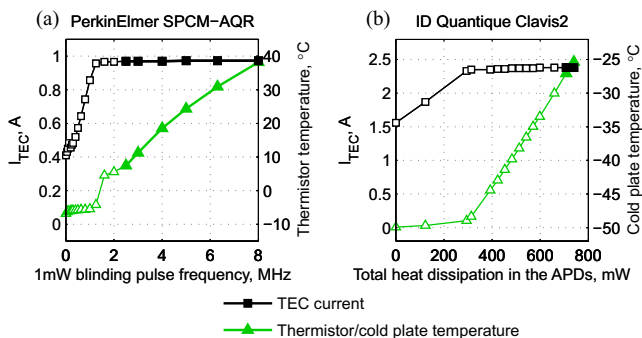 (a) PerkinElmer SPCM−AQR
1
0.8
0.6
0.4
0.2
0
I_TEC, A
40
30
20
10
0
−10
Thermistor temperature, °C
0 2 4 6 8
1mW blinding pulse frequency, MHz
(b) ID Quantique Clavis2
2.5
2
1.5
1
0.5
0
I_TEC, A
−25
−30
−35
−40
−45
−50
Cold plate temperature, °C
0 200 400 600 800
Total heat dissipation in the APDs, mW
TEC current
Thermistor/cold plate temperature